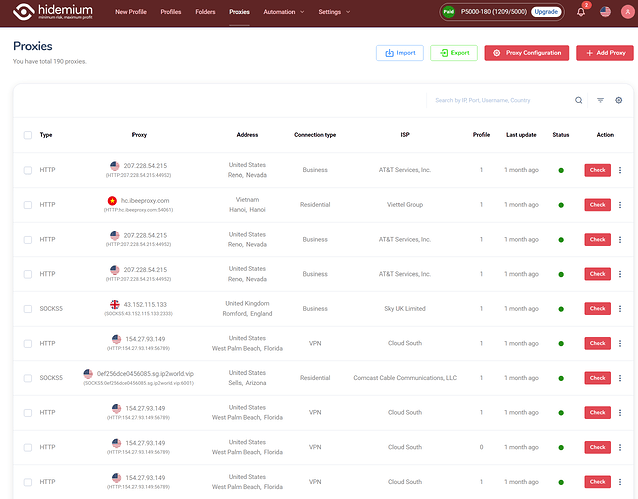 hidemium
minimum risk, maximum profit
New Profile Profiles Folders Proxies Automation Settings
Paid P5000-180 (1209/5000) Upgrade
2
A
Proxies
You have total 190 proxies.
Import Export Proxy Configuration + Add Proxy
Search by IP, Port, Username, Country
Type Proxy Address Connection type ISP Profile Last update Status Action
HTTP 207.228.54.215 United States Business AT&T Services, Inc. 1 1 month ago Check
(HTTP:207.228.54.215:44952) Reno, Nevada
HTTP hc.ibeeproxy.com Vietnam Residential Viettel Group 1 1 month ago Check
(HTTP:hc.ibeeproxy.com:54061) Hanoi, Hanoi
HTTP 207.228.54.215 United States Business AT&T Services, Inc. 1 1 month ago Check
(HTTP:207.228.54.215:44952) Reno, Nevada
HTTP 207.228.54.215 United States Business AT&T Services, Inc. 1 1 month ago Check
(HTTP:207.228.54.215:44952) Reno, Nevada
SOCKS5 43.152.115.133 United Kingdom Business Sky UK Limited 1 1 month ago Check
(SOCKS5:43.152.115.133:2333) Romford, England
HTTP 154.27.93.149 United States VPN Cloud South 1 1 month ago Check
(HTTP:154.27.93.149:56789) West Palm Beach, Florida
SOCKS5 0ef256dce0456085.sg.ip2world.vip United States Residential Comcast Cable Communications, LLC 1 1 month ago Check
(SOCKS5:0ef256dce0456085.sg.ip2world.vip:6001) Sells, Arizona
HTTP 154.27.93.149 United States VPN Cloud South 1 1 month ago Check
(HTTP:154.27.93.149:56789) West Palm Beach, Florida
HTTP 154.27.93.149 United States VPN Cloud South 0 1 month ago Check
(HTTP:154.27.93.149:56789) West Palm Beach, Florida
HTTP 154.27.93.149 United States VPN Cloud South 1 1 month ago Check
(HTTP:154.27.93.149:56789) West Palm Beach, Florida